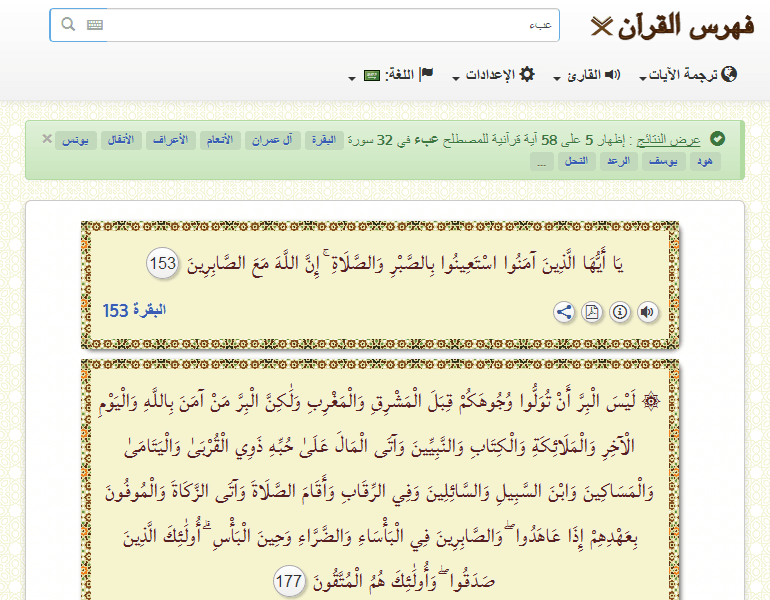 فهرس القرآن
عبء
ترجمة الآيات القارئ الإعدادات اللغة:
عرض النتائج : إظهار 5 على 58 آية قرآنية للمصطلح عبء في 32 سورة البقرة آل عمران الأنعام الأعراف الأنفال يونس ×
هود يوسف الرعد النحل ...
يَا أَيُّهَا الَّذِينَ آمَنُوا اسْتَعِينُوا بِالصَّبْرِ وَالصَّلَاةِ ۚ إِنَّ اللَّهَ مَعَ الصَّابِرِينَ 153
البقرة 153
۞ لَيْسَ الْبِرَّ أَنْ تُوَلُّوا وُجُوهَكُمْ قِبَلَ الْمَشْرِقِ وَالْمَغْرِبِ وَلَٰكِنَّ الْبِرَّ مَنْ آمَنَ بِاللَّهِ وَالْيَوْمِ
الْآخِرِ وَالْمَلَائِكَةِ وَالْكِتَابِ وَالنَّبِيِّينَ وَآتَى الْمَالَ عَلَىٰ حُبِّهِ ذَوِي الْقُرْبَىٰ وَالْيَتَامَىٰ
وَالْمَسَاكِينَ وَابْنَ السَّبِيلِ وَالسَّائِلِينَ وَفِي الرِّقَابِ وَأَقَامَ الصَّلَاةَ وَآتَى الزَّكَاةَ وَالْمُوفُونَ
بِعَهْدِهِمْ إِذَا عَاهَدُوا ۖ وَالصَّابِرِينَ فِي الْبَأْسَاءِ وَالضَّرَّاءِ وَحِينَ الْبَأْسِ ۗ أُولَٰئِكَ الَّذِينَ
صَدَقُوا ۖ وَأُولَٰئِكَ هُمُ الْمُتَّقُونَ 177